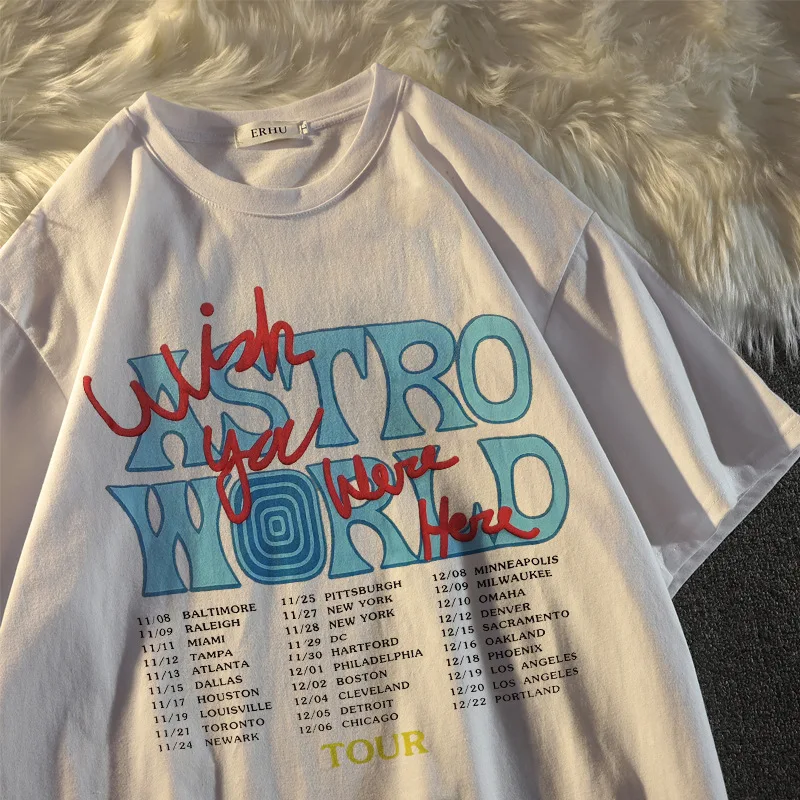 ERHU
Wish
ASTRO
you
Were
WORLD
Here
11/08 BALTIMORE
11/09 RALEIGH
11/11 MIAMI
11/12 TAMPA
11/13 ATLANTA
11/15 DALLAS
11/17 HOUSTON
11/19 LOUISVILLE
11/21 TORONTO
11/24 NEWARK
11/25 PITTSBURGH
11/27 NEW YORK
11/28 NEW YORK
11/29 DC
11/30 HARTFORD
12/01 PHILADELPHIA
12/02 BOSTON
12/04 CLEVELAND
12/05 DETROIT
12/06 CHICAGO
12/08 MINNEAPOLIS
12/09 MILWAUKEE
12/10 OMAHA
12/12 DENVER
12/15 SACRAMENTO
12/16 OAKLAND
12/18 PHOENIX
12/19 LOS ANGELES
12/20 LOS ANGELES
12/22 PORTLAND
TOUR